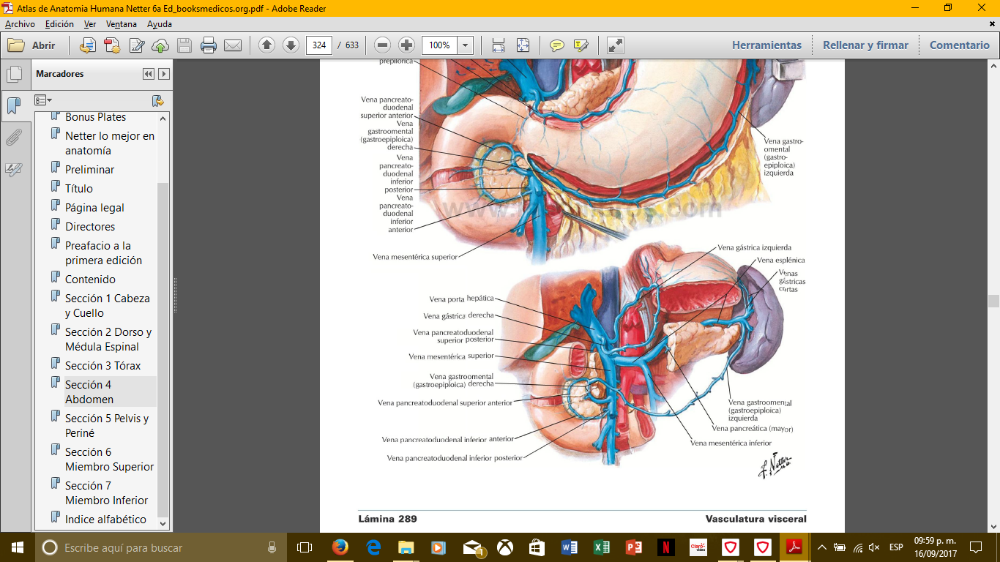 Atlas de Anatomia Humana Netter 6a Ed_booksmedicos.org.pdf - Adobe Reader
Archivo Edición Ver Ventana Ayuda
Abrir
324 / 633
100%
Herramientas
Rellenar y firmar
Comentario
Marcadores
Bonus Plates
Netter lo mejor en
anatomía
Preliminar
Título
Página legal
Directores
Preafacio a la
primera edición
Contenido
Sección 1 Cabeza
y Cuello
Sección 2 Dorso y
Médula Espinal
Sección 3 Tórax
Sección 4
Abdomen
Sección 5 Pelvis y
Periné
Sección 6
Miembro Superior
Sección 7
Miembro Inferior
Indice alfabético
prepilórica
Vena pancreato-
duodenal
superior anterior
Vena
gastroomental
(gastroepiploica)
derecha
Vena
pancreato-
duodenal
inferior
posterior
Vena
pancreato-
duodenal
inferior
anterior
Vena mesentérica superior
Vena gastro-
omental
(gastro-
epiploica)
izquierda
Vena gástrica izquierda
Vena esplénica
Venas
gástricas
cortas
Vena porta hepática
Vena gástrica derecha
Vena pancreatoduodenal
superior posterior
Vena mesentérica superior
Vena gastroomental
(gastroepiploica) derecha
Vena pancreatoduodenal superior anterior
Vena pancreatoduodenal inferior anterior
Vena pancreatoduodenal inferior posterior
Vena gastroomental
(gastroepiploica)
izquierda
Vena pancreática (mayor)
Vena mesentérica inferior
F. Netter
Lámina 289
Vasculatura visceral
Escribe aquí para buscar
1
Claro
video
ESP
09:59 p. m.
16/09/2017